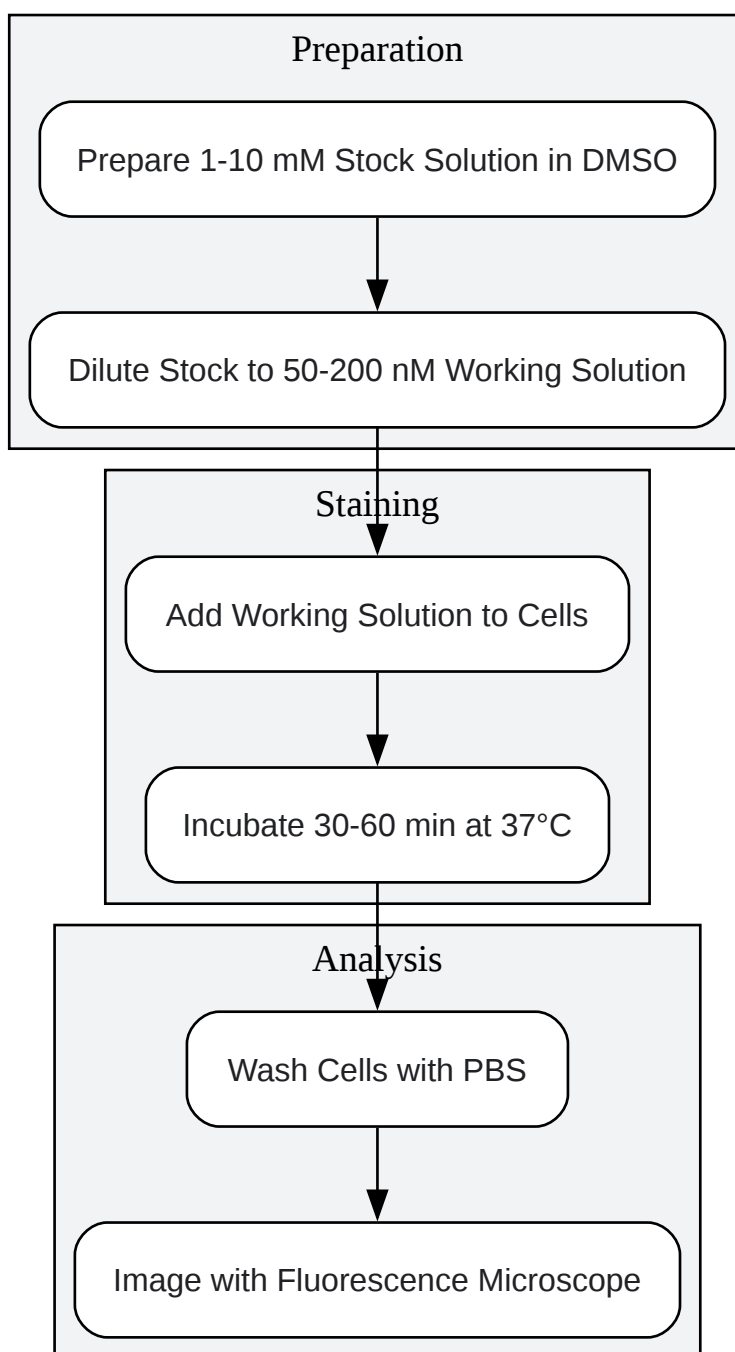 Preparation
Prepare 1-10 mM Stock Solution in DMSO
Dilute Stock to 50-200 nM Working Solution
Staining
Add Working Solution to Cells
Incubate 30-60 min at 37°C
Analysis
Wash Cells with PBS
Image with Fluorescence Microscope